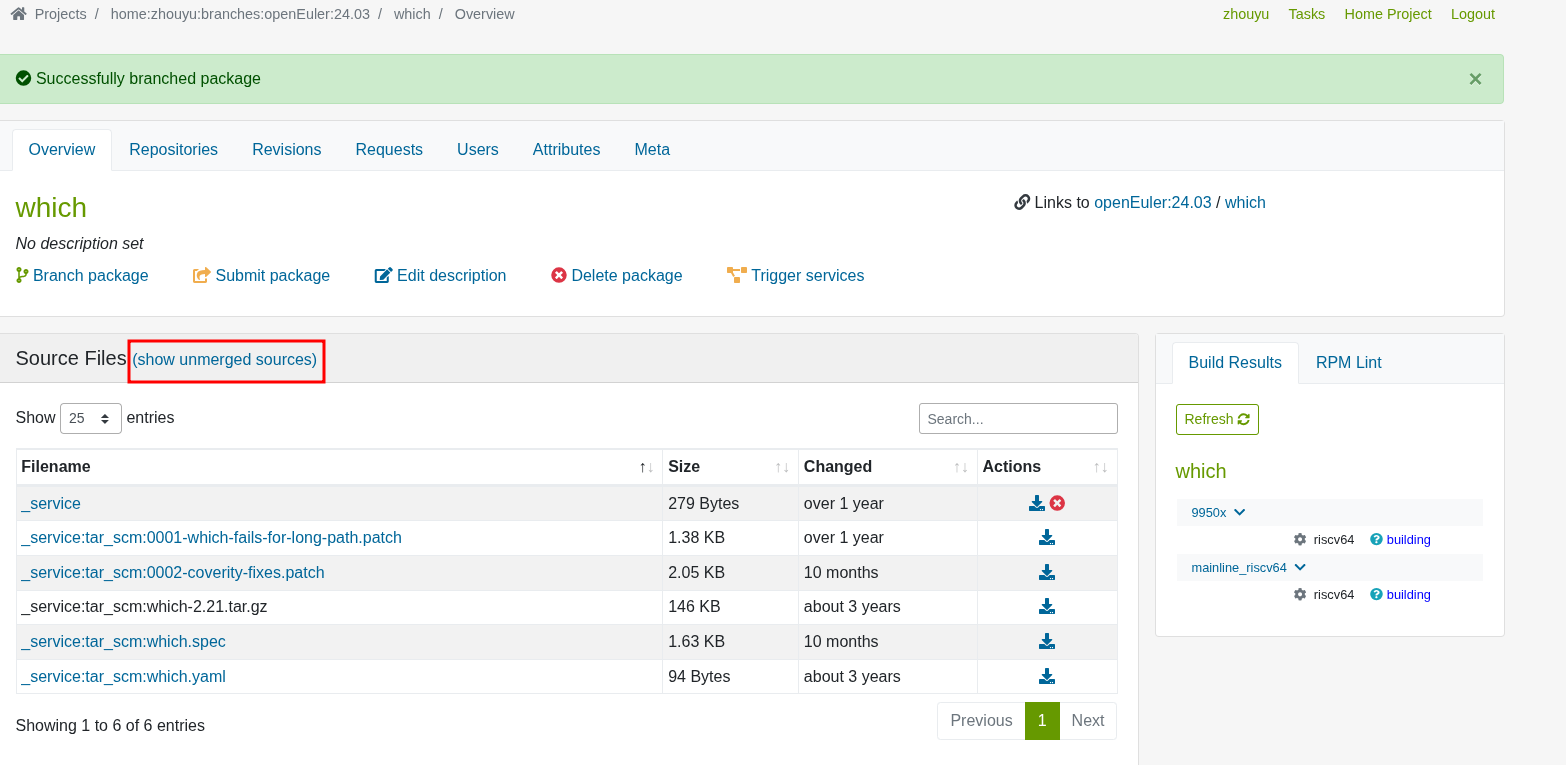 Projects / home:zhouyu:branches:openEuler:24.03 / which / Overview zhouyu Tasks Home Project Logout
Successfully branched package ×
Overview Repositories Revisions Requests Users Attributes Meta
which Links to openEuler:24.03 / which
No description set
Branch package Submit package Edit description Delete package Trigger services
Source Files (show unmerged sources)
Show 25 entries Search...
Filename ↑↓ Size ↑↓ Changed ↑↓ Actions ↑↓
_service 279 Bytes over 1 year
_service:tar_scm:0001-which-fails-for-long-path.patch 1.38 KB over 1 year
_service:tar_scm:0002-coverity-fixes.patch 2.05 KB 10 months
_service:tar_scm:which-2.21.tar.gz 146 KB about 3 years
_service:tar_scm:which.spec 1.63 KB 10 months
_service:tar_scm:which.yaml 94 Bytes about 3 years
Showing 1 to 6 of 6 entries Previous 1 Next
Build Results RPM Lint
Refresh
which
9950x
riscv64 building
mainline_riscv64
riscv64 building